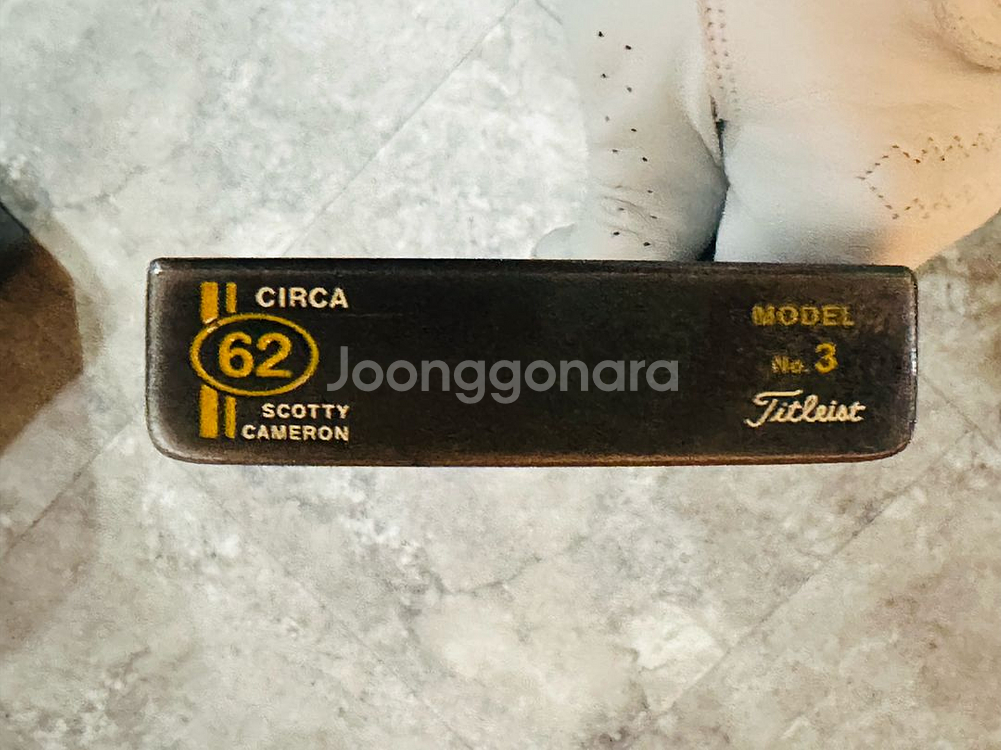 CIRCA
62
SCOTTY
CAMERON
Joonggonara
MODEL
No. 3
Titleist